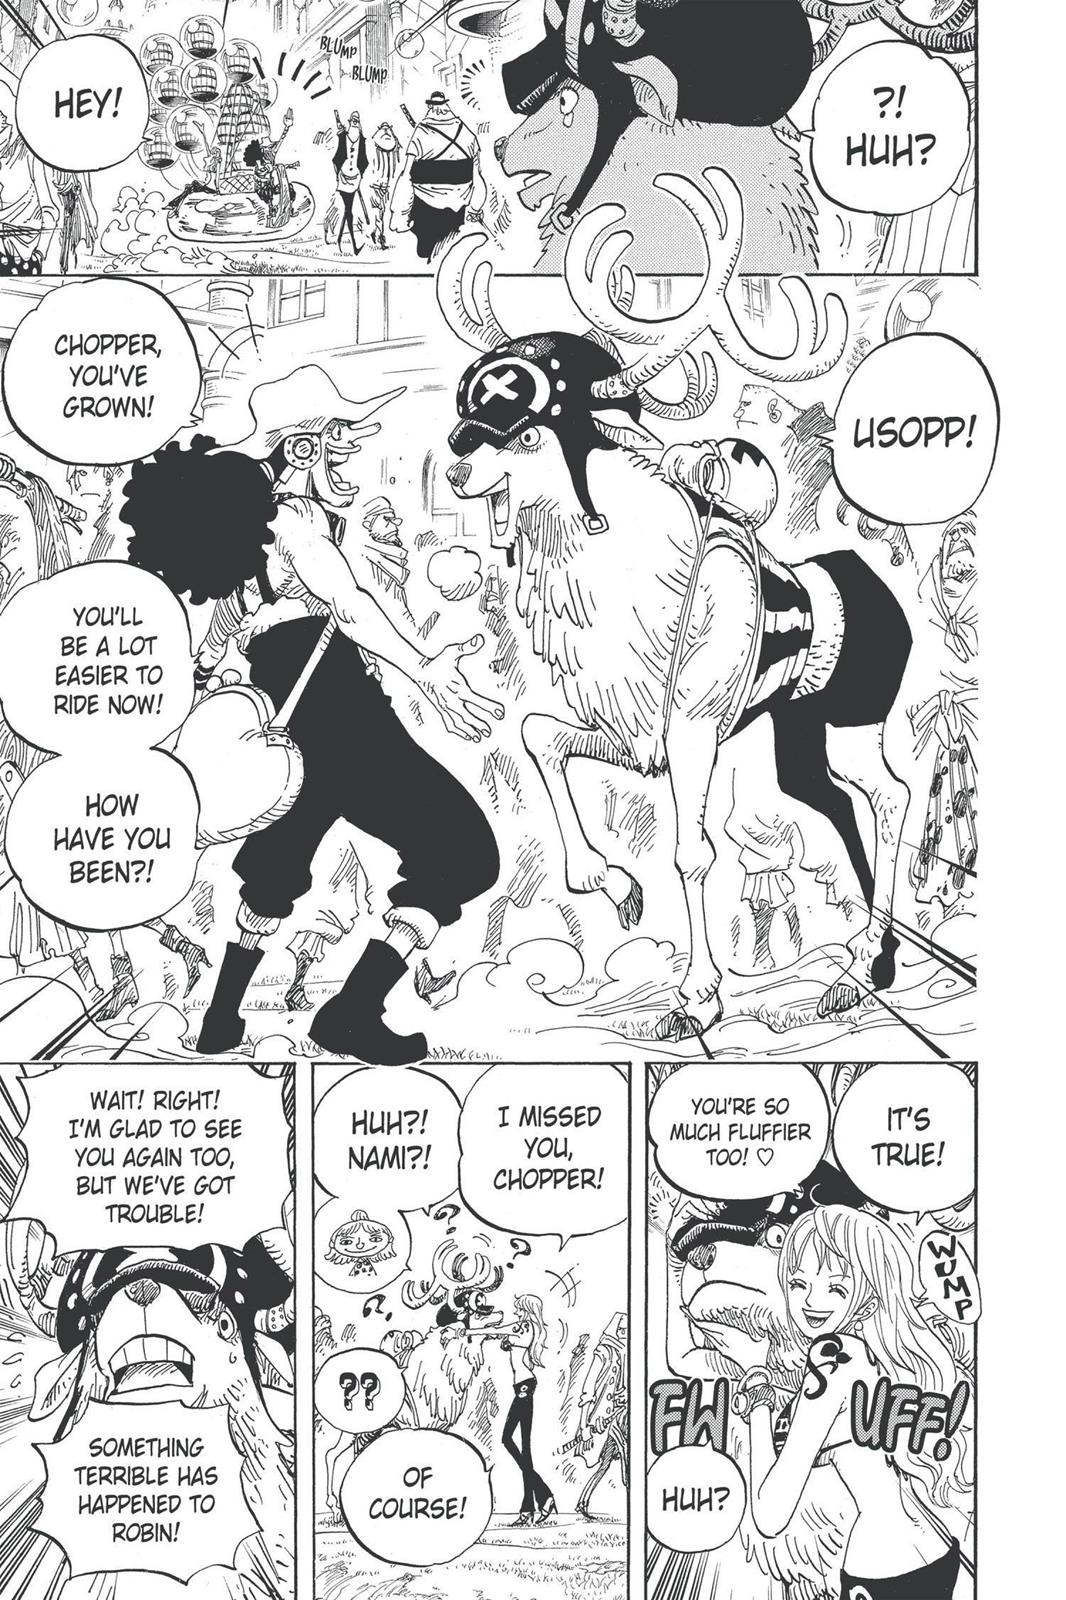 ?!
HUH?
BLUMP
BLUMP
HEY!
USOPP!
CHOPPER,
YOU'VE
GROWN!
YOU'LL
BE A LOT
EASIER TO
RIDE NOW!
HOW
HAVE YOU
BEEN?!
IT'S
TRUE!
YOU'RE SO
MUCH FLUFFIER
TOO! ♡
WUMP
FWUFF!
HUH?
I MISSED
YOU,
CHOPPER!
HUH?!
NAMI?!
?
?
?
??
OF
COURSE!
WAIT! RIGHT!
I'M GLAD TO SEE
YOU AGAIN TOO,
BUT WE'VE GOT
TROUBLE!
SOMETHING
TERRIBLE HAS
HAPPENED TO
ROBIN!